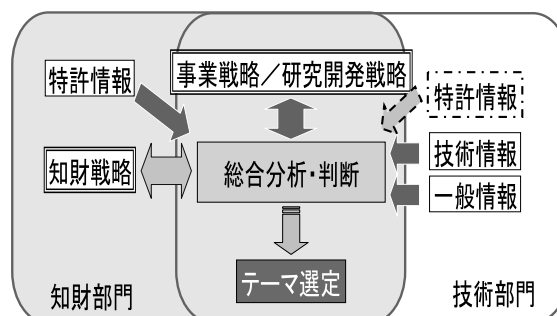 事業戦略／研究開発戦略
特許情報
特許情報
技術情報
知財戦略
総合分析・判断
一般情報
テーマ選定
知財部門
技術部門